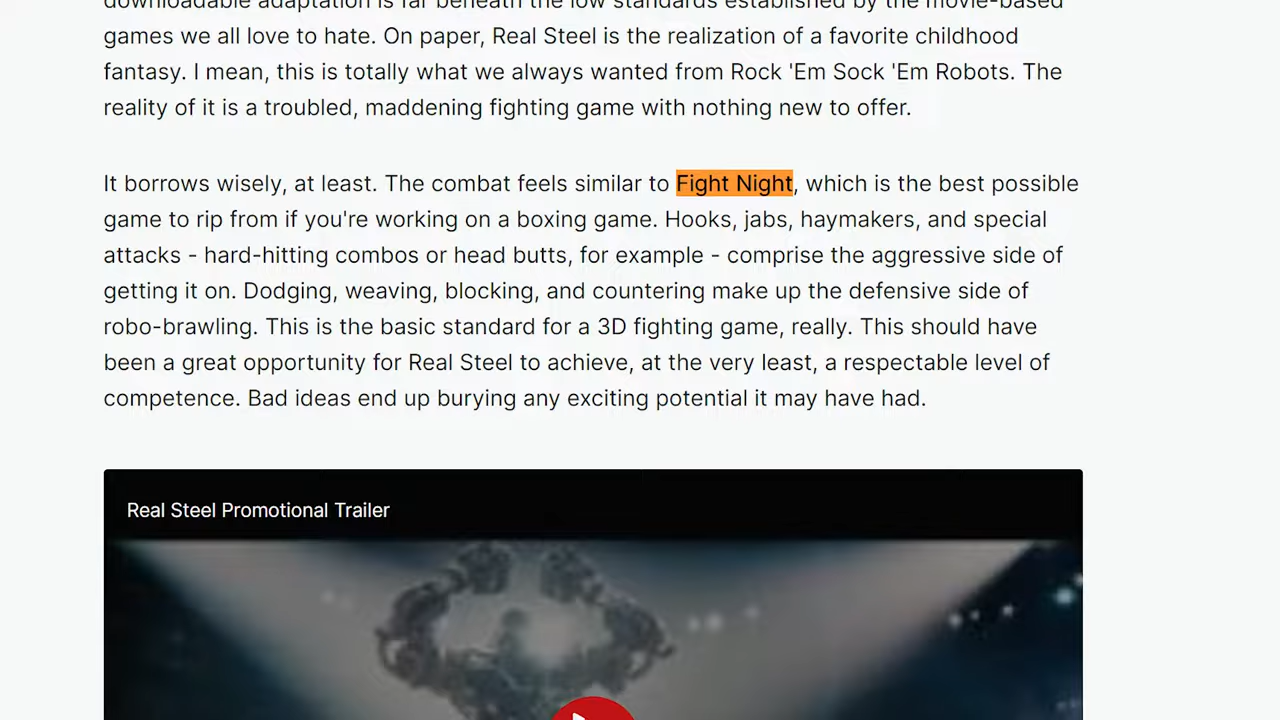 downloadable adaptation is far beneath the low standards established by the movie-based
games we all love to hate. On paper, Real Steel is the realization of a favorite childhood
fantasy. I mean, this is totally what we always wanted from Rock 'Em Sock 'Em Robots. The
reality of it is a troubled, maddening fighting game with nothing new to offer.
It borrows wisely, at least. The combat feels similar to Fight Night, which is the best possible
game to rip from if you're working on a boxing game. Hooks, jabs, haymakers, and special
attacks - hard-hitting combos or head butts, for example - comprise the aggressive side of
getting it on. Dodging, weaving, blocking, and countering make up the defensive side of
robo-brawling. This is the basic standard for a 3D fighting game, really. This should have
been a great opportunity for Real Steel to achieve, at the very least, a respectable level of
competence. Bad ideas end up burying any exciting potential it may have had.
Real Steel Promotional Trailer